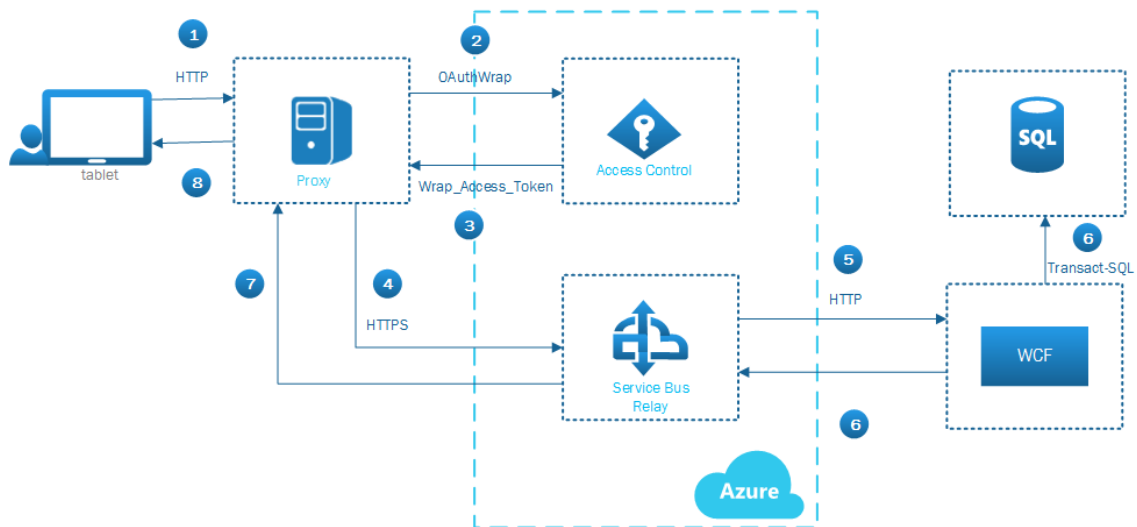 1
2
HTTP
OAuthWrap
SQL
tablet
Proxy
Access Control
8
Wrap_Access_Token
3
6
5
Transact-SQL
7
4
HTTP
HTTPS
WCF
Service Bus
Relay
6
Azure